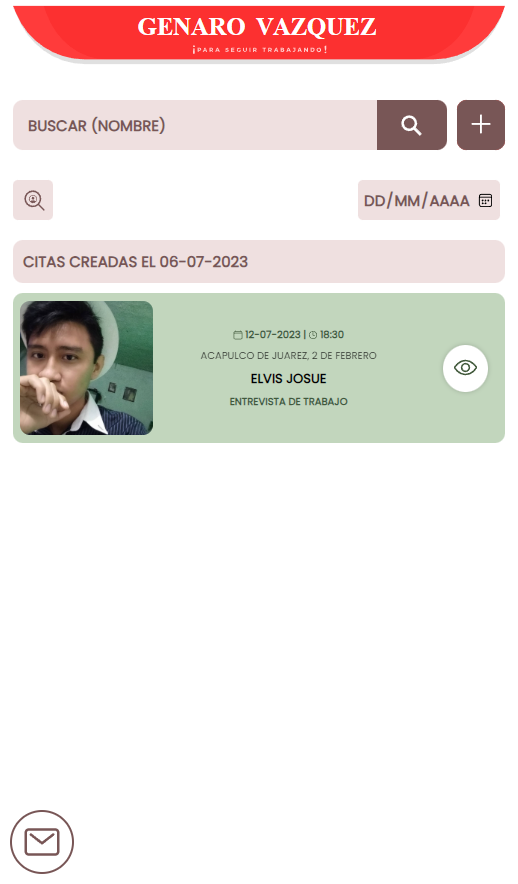 GENARO VAZQUEZ
¡PARA SEGUIR TRABAJANDO!
BUSCAR (NOMBRE)
DD/MM/AAAA
CITAS CREADAS EL 06-07-2023
12-07-2023 | 18:30
ACAPULCO DE JUAREZ, 2 DE FEBRERO
ELVIS JOSUE
ENTREVISTA DE TRABAJO